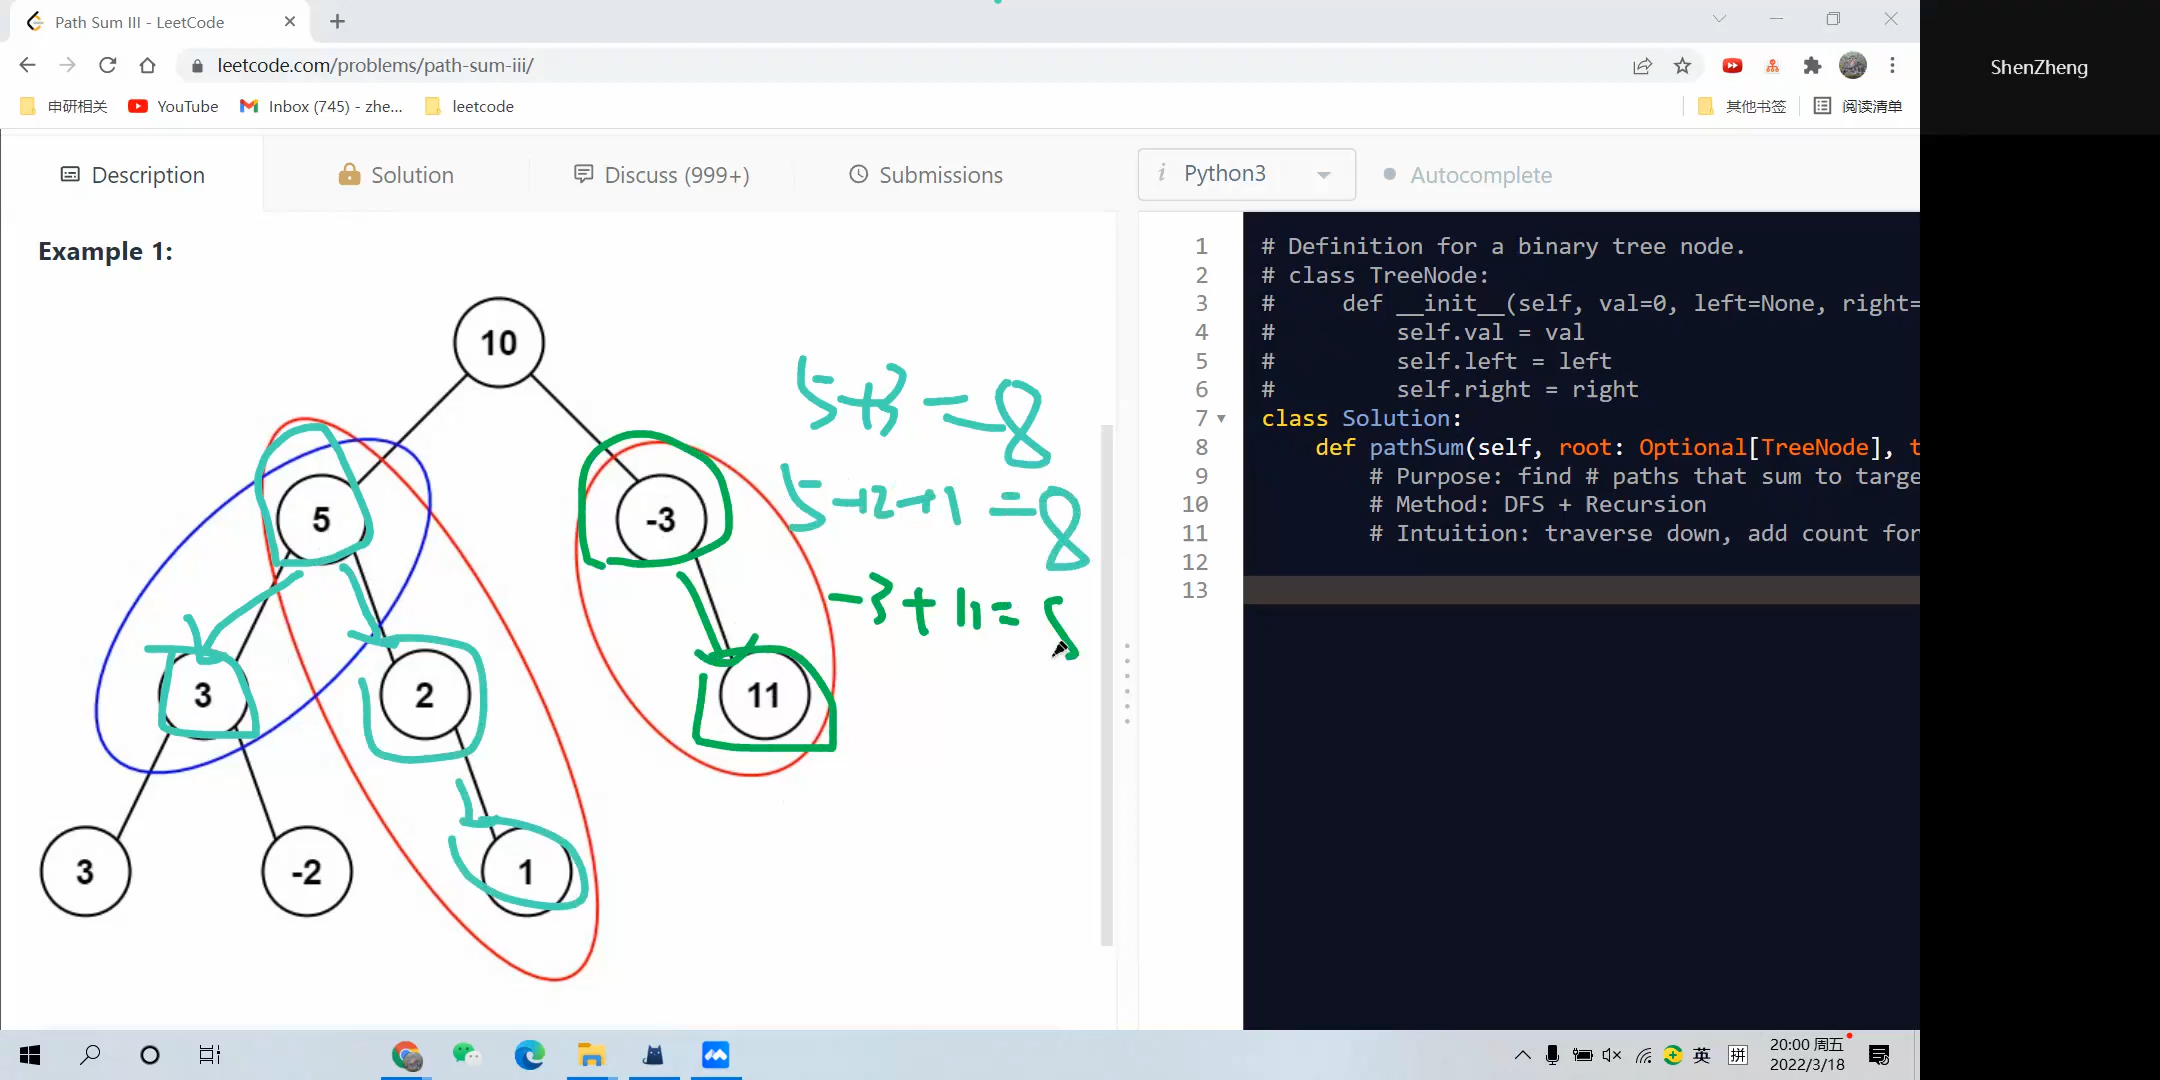 Path Sum III - LeetCode
leetcode.com/problems/path-sum-iii/
申研相关 YouTube Inbox (745) - zhe... leetcode 其他书签 阅读清单
ShenZheng
Description Solution Discuss (999+) Submissions
i Python3 Autocomplete
Example 1:
10
5 -3
3 2 11
3 -2 1
5+3=8
5+2+1=8
-3+11=
1 # Definition for a binary tree node.
2 # class TreeNode:
3 # def __init__(self, val=0, left=None, right=
4 # self.val = val
5 # self.left = left
6 # self.right = right
7 class Solution:
8 def pathSum(self, root: Optional[TreeNode], t
9 # Purpose: find # paths that sum to targe
10 # Method: DFS + Recursion
11 # Intuition: traverse down, add count for
12
13
英 拼 20:00 周五
2022/3/18